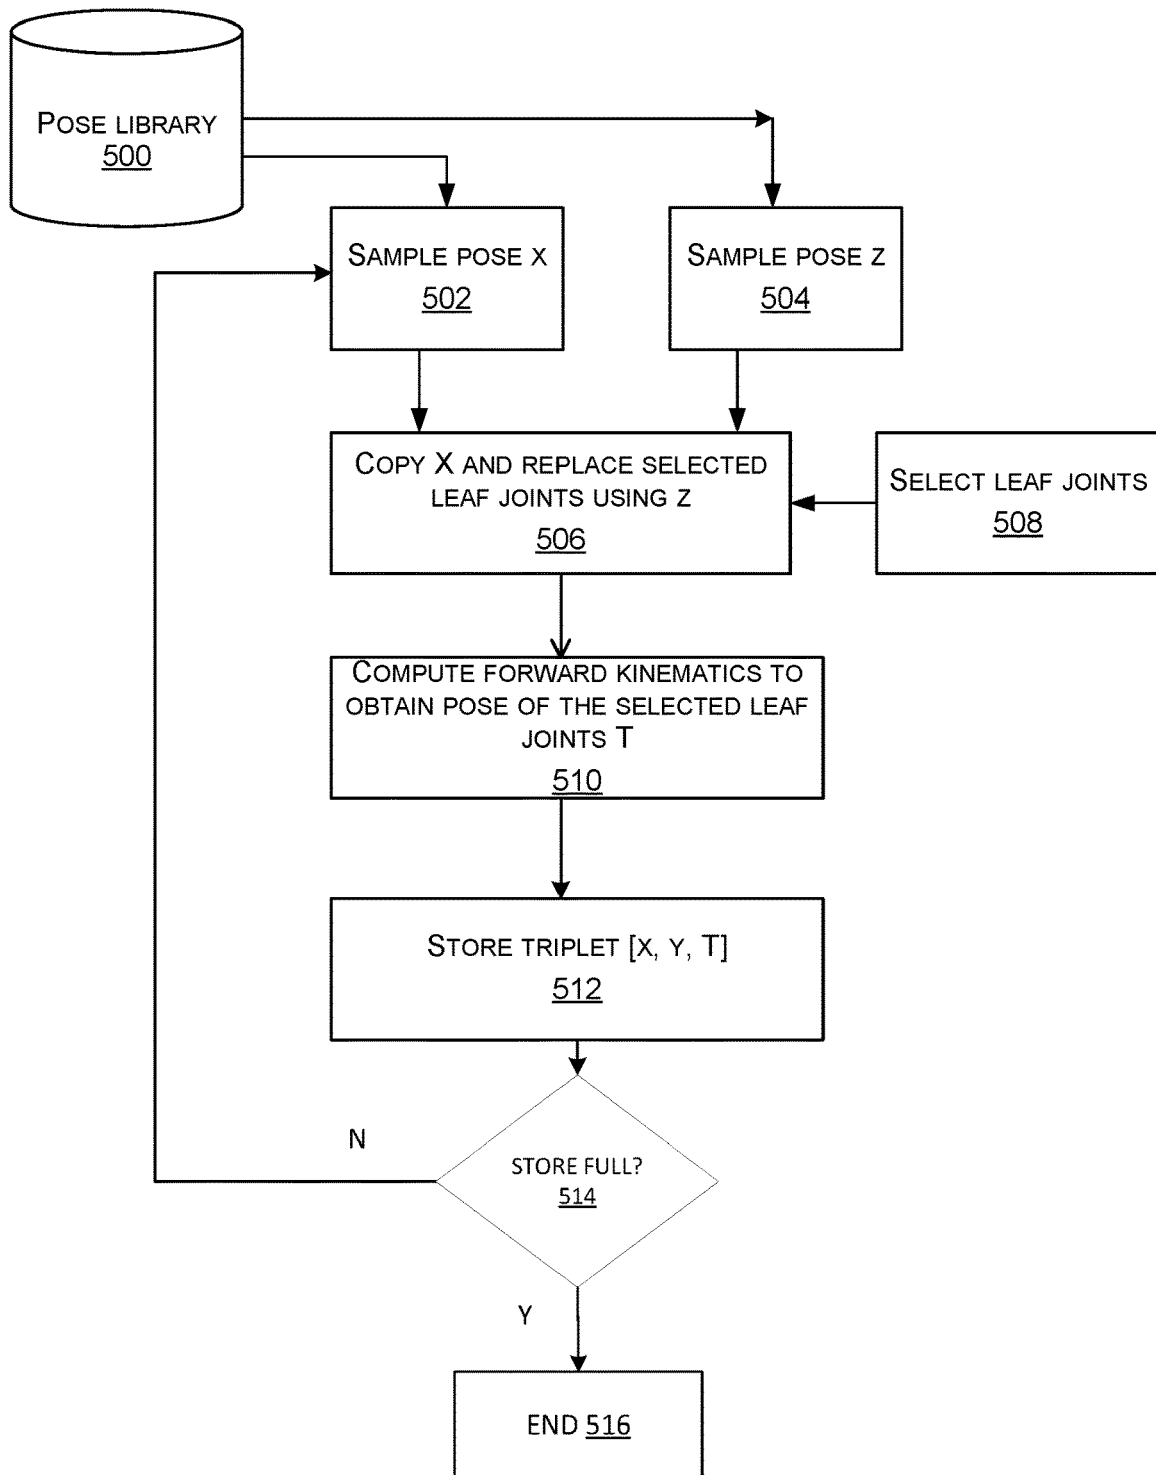 POSE LIBRARY
500
SAMPLE POSE X
502
SAMPLE POSE Z
504
COPY X AND REPLACE SELECTED
LEAF JOINTS USING Z
506
SELECT LEAF JOINTS
508
COMPUTE FORWARD KINEMATICS TO
OBTAIN POSE OF THE SELECTED LEAF
JOINTS T
510
STORE TRIPLET [X, Y, T]
512
N
STORE FULL?
514
Y
END 516